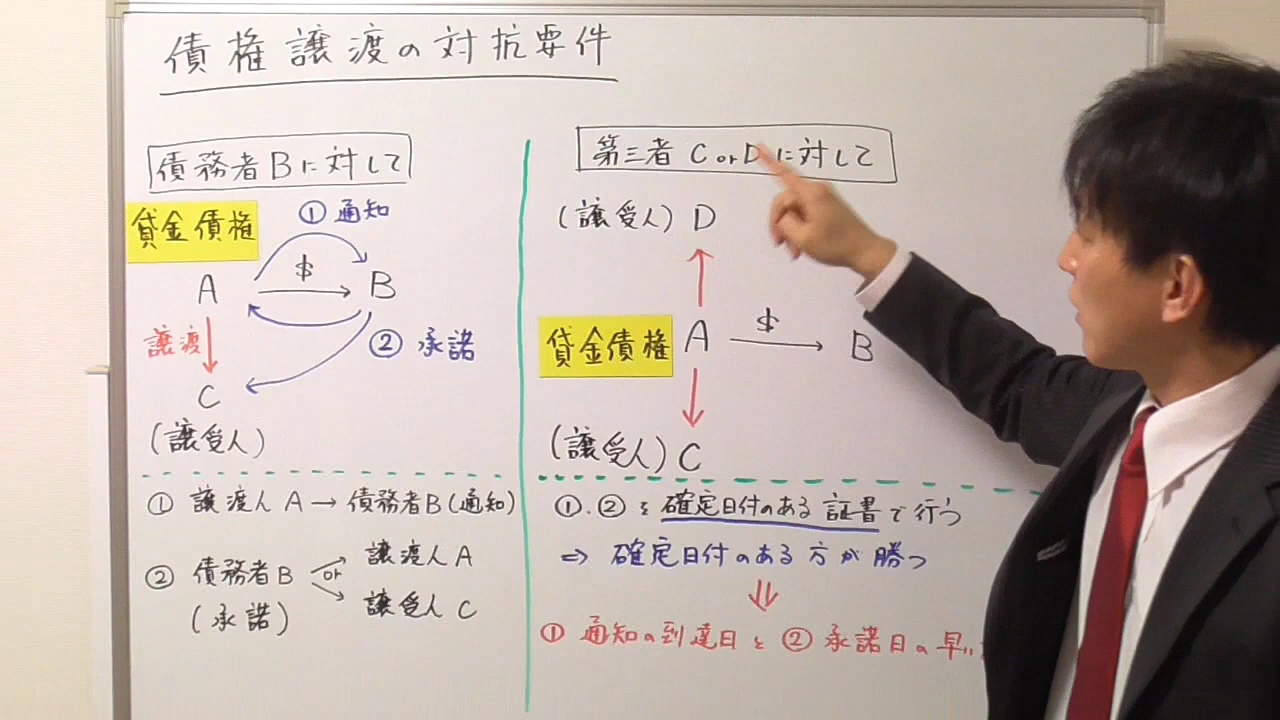 債権譲渡の対抗要件
債務者Bに対して
貸金債権
① 通知
A
$
B
譲渡
② 承諾
C
(譲受人)
① 譲渡人 A → 債務者B(通知)
② 債務者B
(承諾)
or
譲渡人 A
譲受人 C
第三者 C or D に対して
(譲受人) D
貸金債権
A
$
B
(譲受人) C
①.②を確定日付のある証書で行う
⇒ 確定日付のある方が勝つ
① 通知の到達日と②承諾日の早い